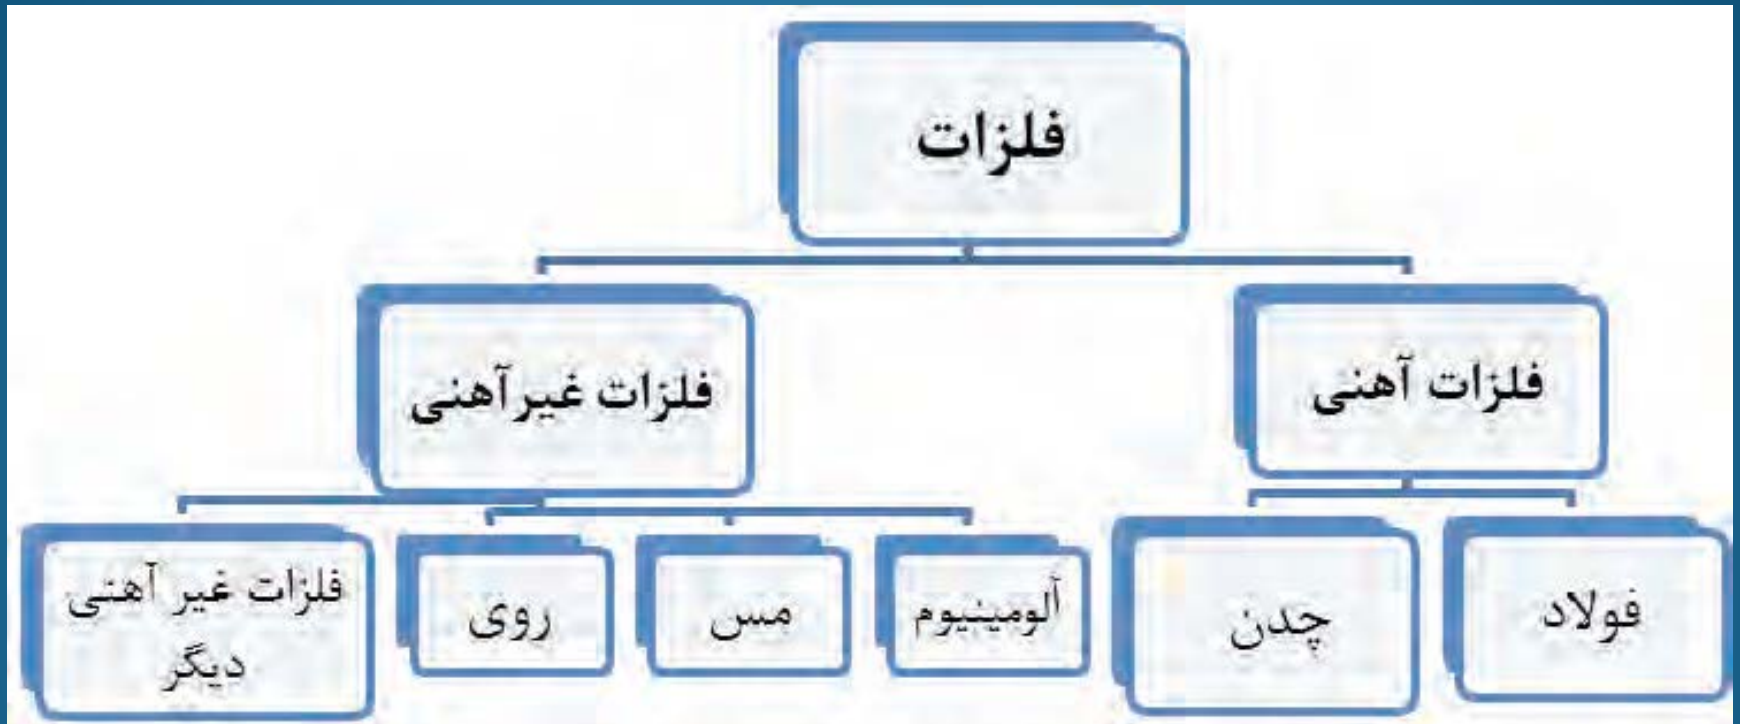 فلزات
فلزات آهنی
فلزات غیرآهنی
فولاد
چدن
آلومینیوم
مس
روی
فلزات غیر آهنی
دیگر